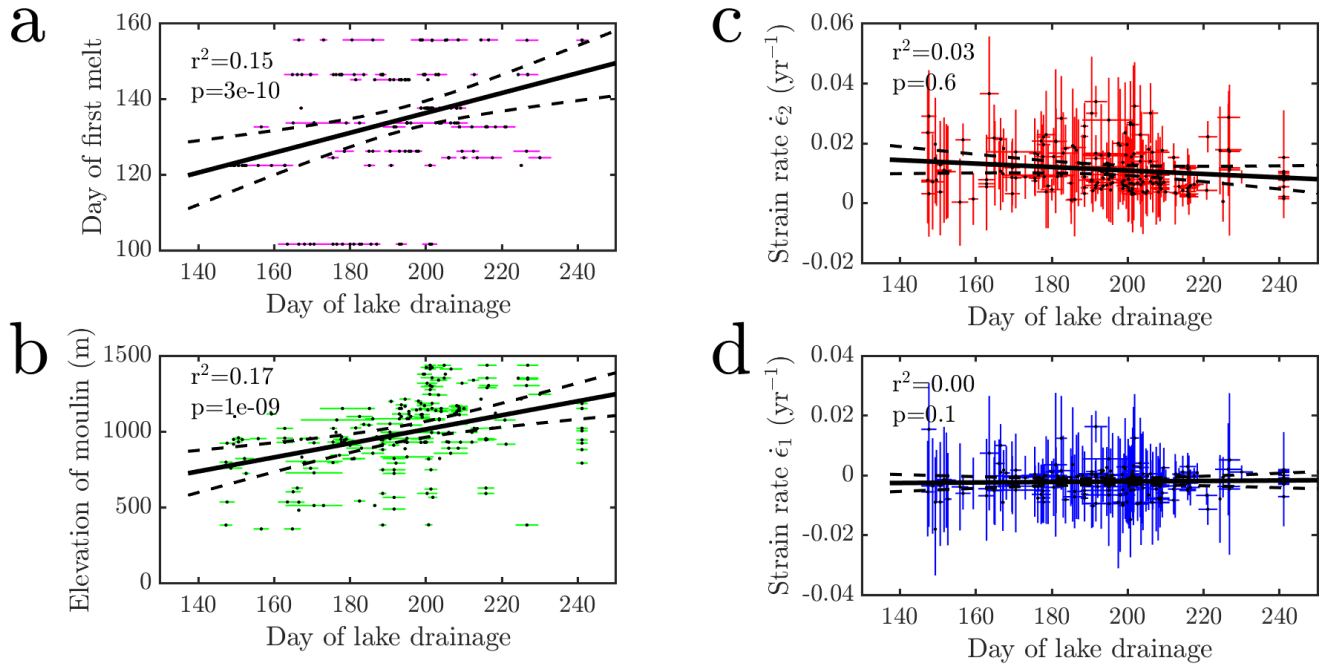 a
160
140
120
100
Day of first melt
r²=0.15
p=3e-10
140 160 180 200 220 240
Day of lake drainage
b
1500
1000
500
0
Elevation of moulin (m)
r²=0.17
p=1e-09
140 160 180 200 220 240
Day of lake drainage
c
0.06
0.04
0.02
0
-0.02
Strain rate ε̇₂ (yr⁻¹)
r²=0.03
p=0.6
140 160 180 200 220 240
Day of lake drainage
d
0.04
0.02
0
-0.02
-0.04
Strain rate ε̇₁ (yr⁻¹)
r²=0.00
p=0.1
140 160 180 200 220 240
Day of lake drainage